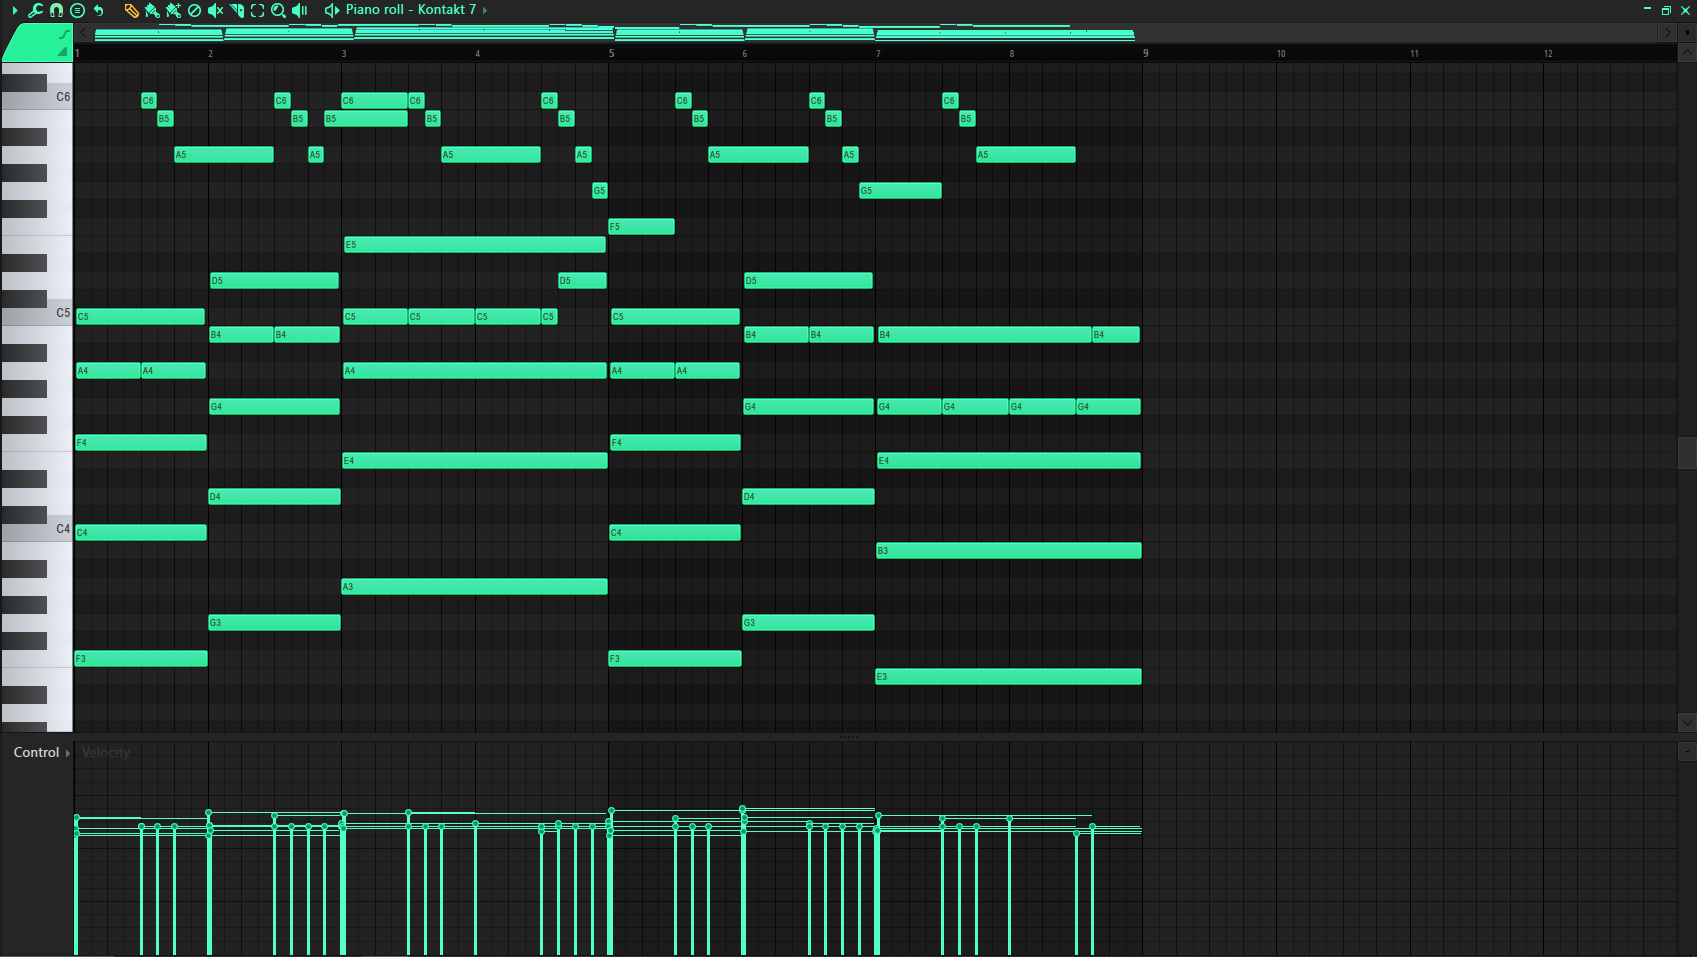 Piano roll - Kontakt 7
1 2 3 4 5 6 7 8 9 10 11 12
C6 C6 C6 C6 C6 C6 C6 C6 C6
B5 B5 B5 B5 B5 B5 B5 B5
A5 A5 A5 A5 A5 A5 A5
G5 G5
F5
E5
D5 D5 D5
C5 C5 C5 C5 C5 C5 C5
B4 B4 B4 B4 B4 B4
A4 A4 A4 A4 A4
G4 G4 G4 G4 G4 G4
F4 F4
E4 E4
D4 D4
C4 C4 C4
B3
A3
G3 G3
F3 F3
E3
Control Velocity